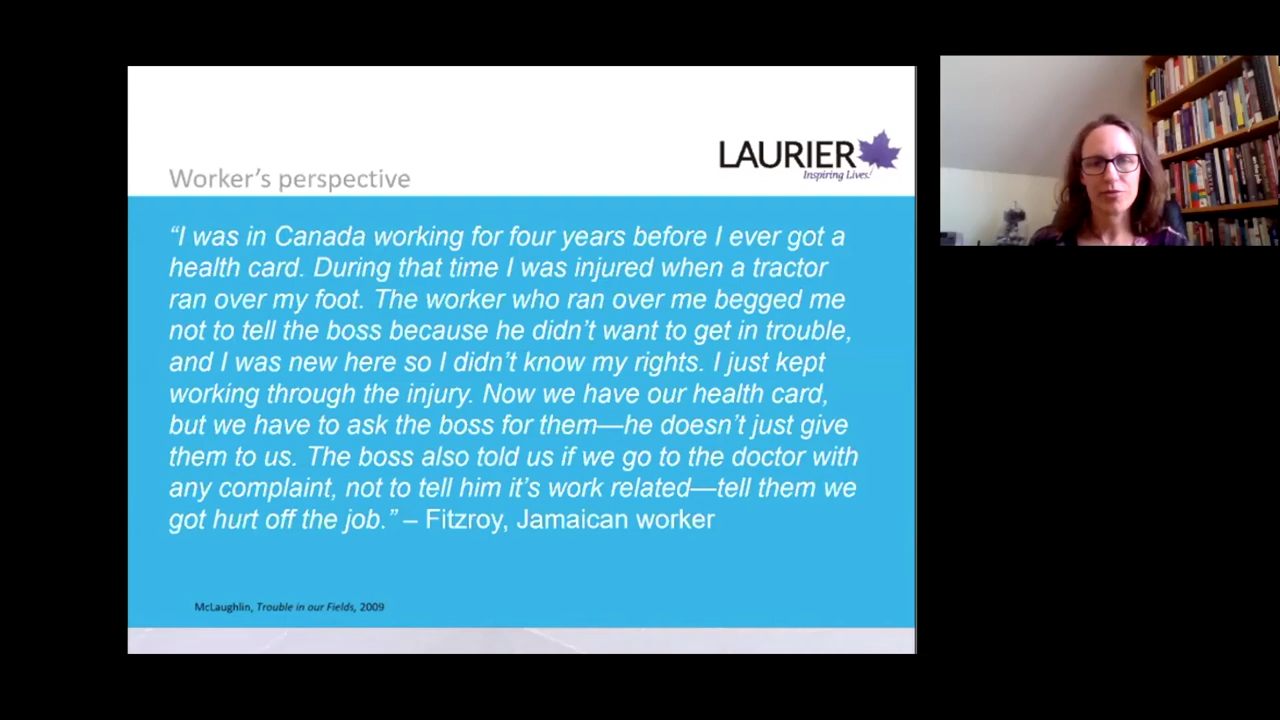 LAURIER
Inspiring Lives.
Worker's perspective
“I was in Canada working for four years before I ever got a
health card. During that time I was injured when a tractor
ran over my foot. The worker who ran over me begged me
not to tell the boss because he didn’t want to get in trouble,
and I was new here so I didn’t know my rights. I just kept
working through the injury. Now we have our health card,
but we have to ask the boss for them—he doesn’t just give
them to us. The boss also told us if we go to the doctor with
any complaint, not to tell him it’s work related—tell them we
got hurt off the job.” – Fitzroy, Jamaican worker
McLaughlin, Trouble in our Fields, 2009